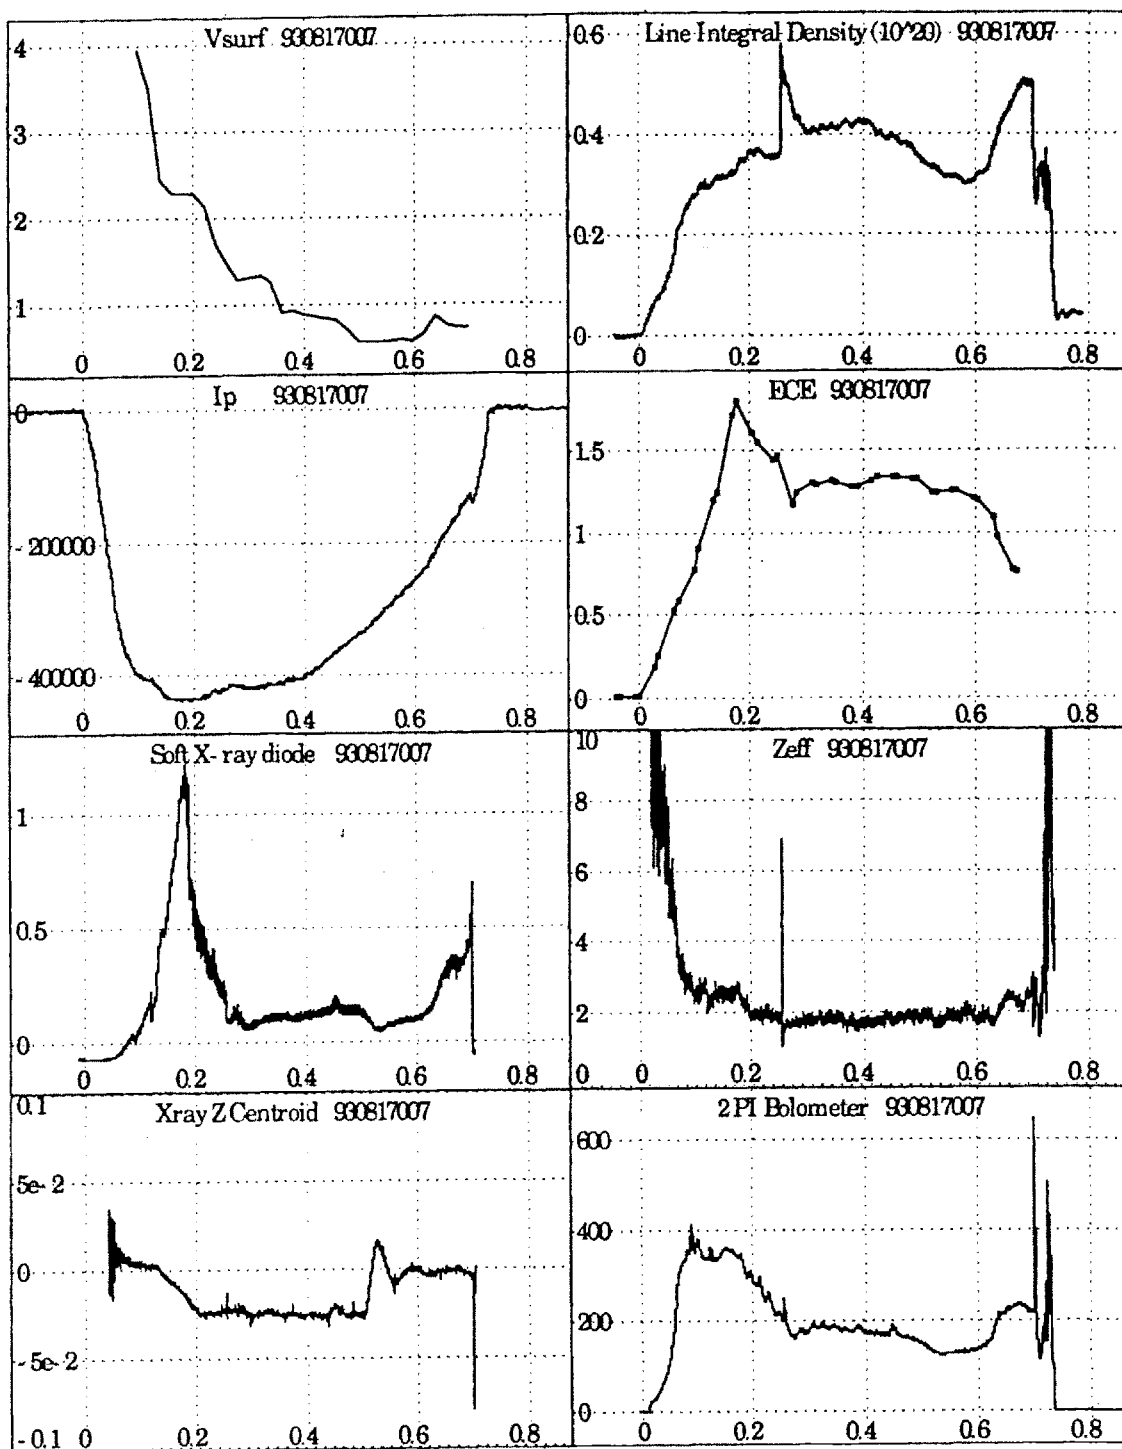 Vsurf 930817007
4
3
2
1
0 0.2 0.4 0.6 0.8
Line Integral Density (10^20) 930817007
0.6
0.4
0.2
0
0 0.2 0.4 0.6 0.8
Ip 930817007
0
-200000
-400000
0 0.2 0.4 0.6 0.8
ECE 930817007
1.5
1
0.5
0
0 0.2 0.4 0.6 0.8
Soft X-ray diode 930817007
1
0.5
0
0 0.2 0.4 0.6 0.8
Zeff 930817007
10
8
6
4
2
0
0 0.2 0.4 0.6 0.8
Xray Z Centroid 930817007
0.1
5e-2
0
-5e-2
-0.1
0 0.2 0.4 0.6 0.8
2 PI Bolometer 930817007
600
400
200
0
0 0.2 0.4 0.6 0.8